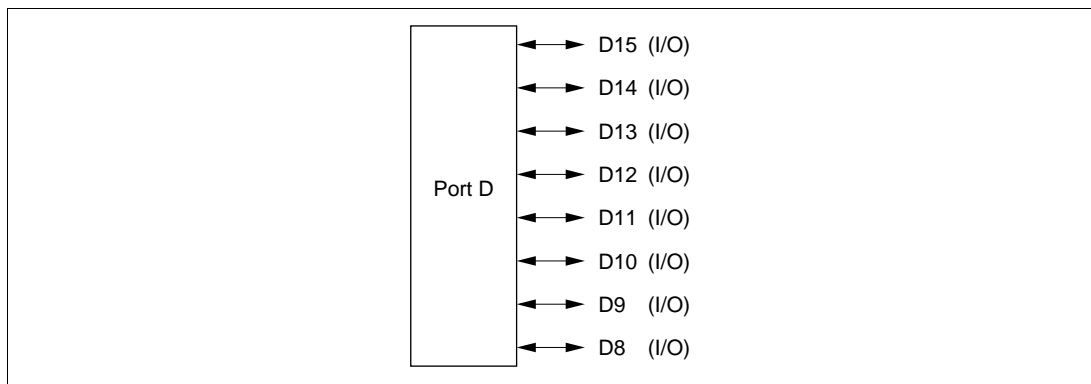 D15 (I/O)
D14 (I/O)
D13 (I/O)
D12 (I/O)
Port D
D11 (I/O)
D10 (I/O)
D9 (I/O)
D8 (I/O)